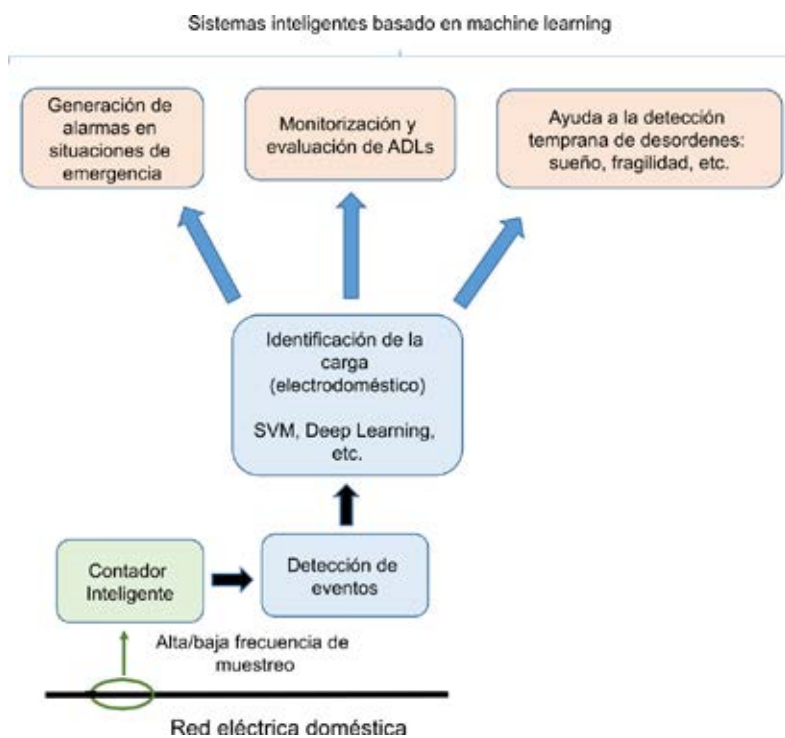 Sistemas inteligentes basado en machine learning
Generación de
alarmas en
situaciones de
emergencia
Monitorización y
evaluación de ADLs
Ayuda a la detección
temprana de desordenes:
sueño, fragilidad, etc.
Identificación de la
carga
(electrodoméstico)
SVM, Deep Learning,
etc.
Contador
Inteligente
Detección de
eventos
Alta/baja frecuencia de
muestreo
Red eléctrica doméstica